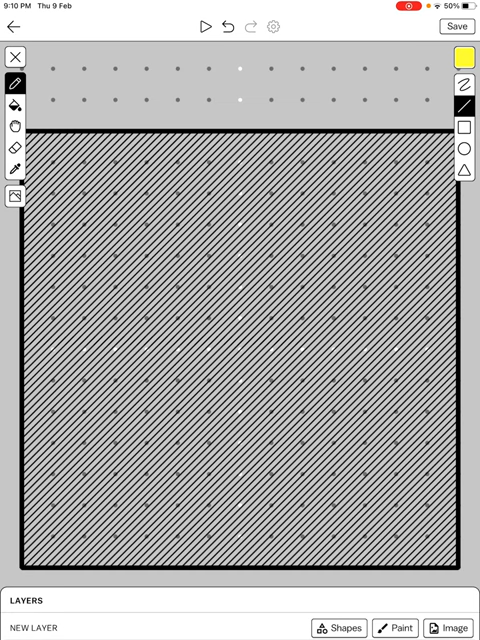 9:10 PM Thu 9 Feb
50%
Save
LAYERS
NEW LAYER
Shapes
Paint
Image